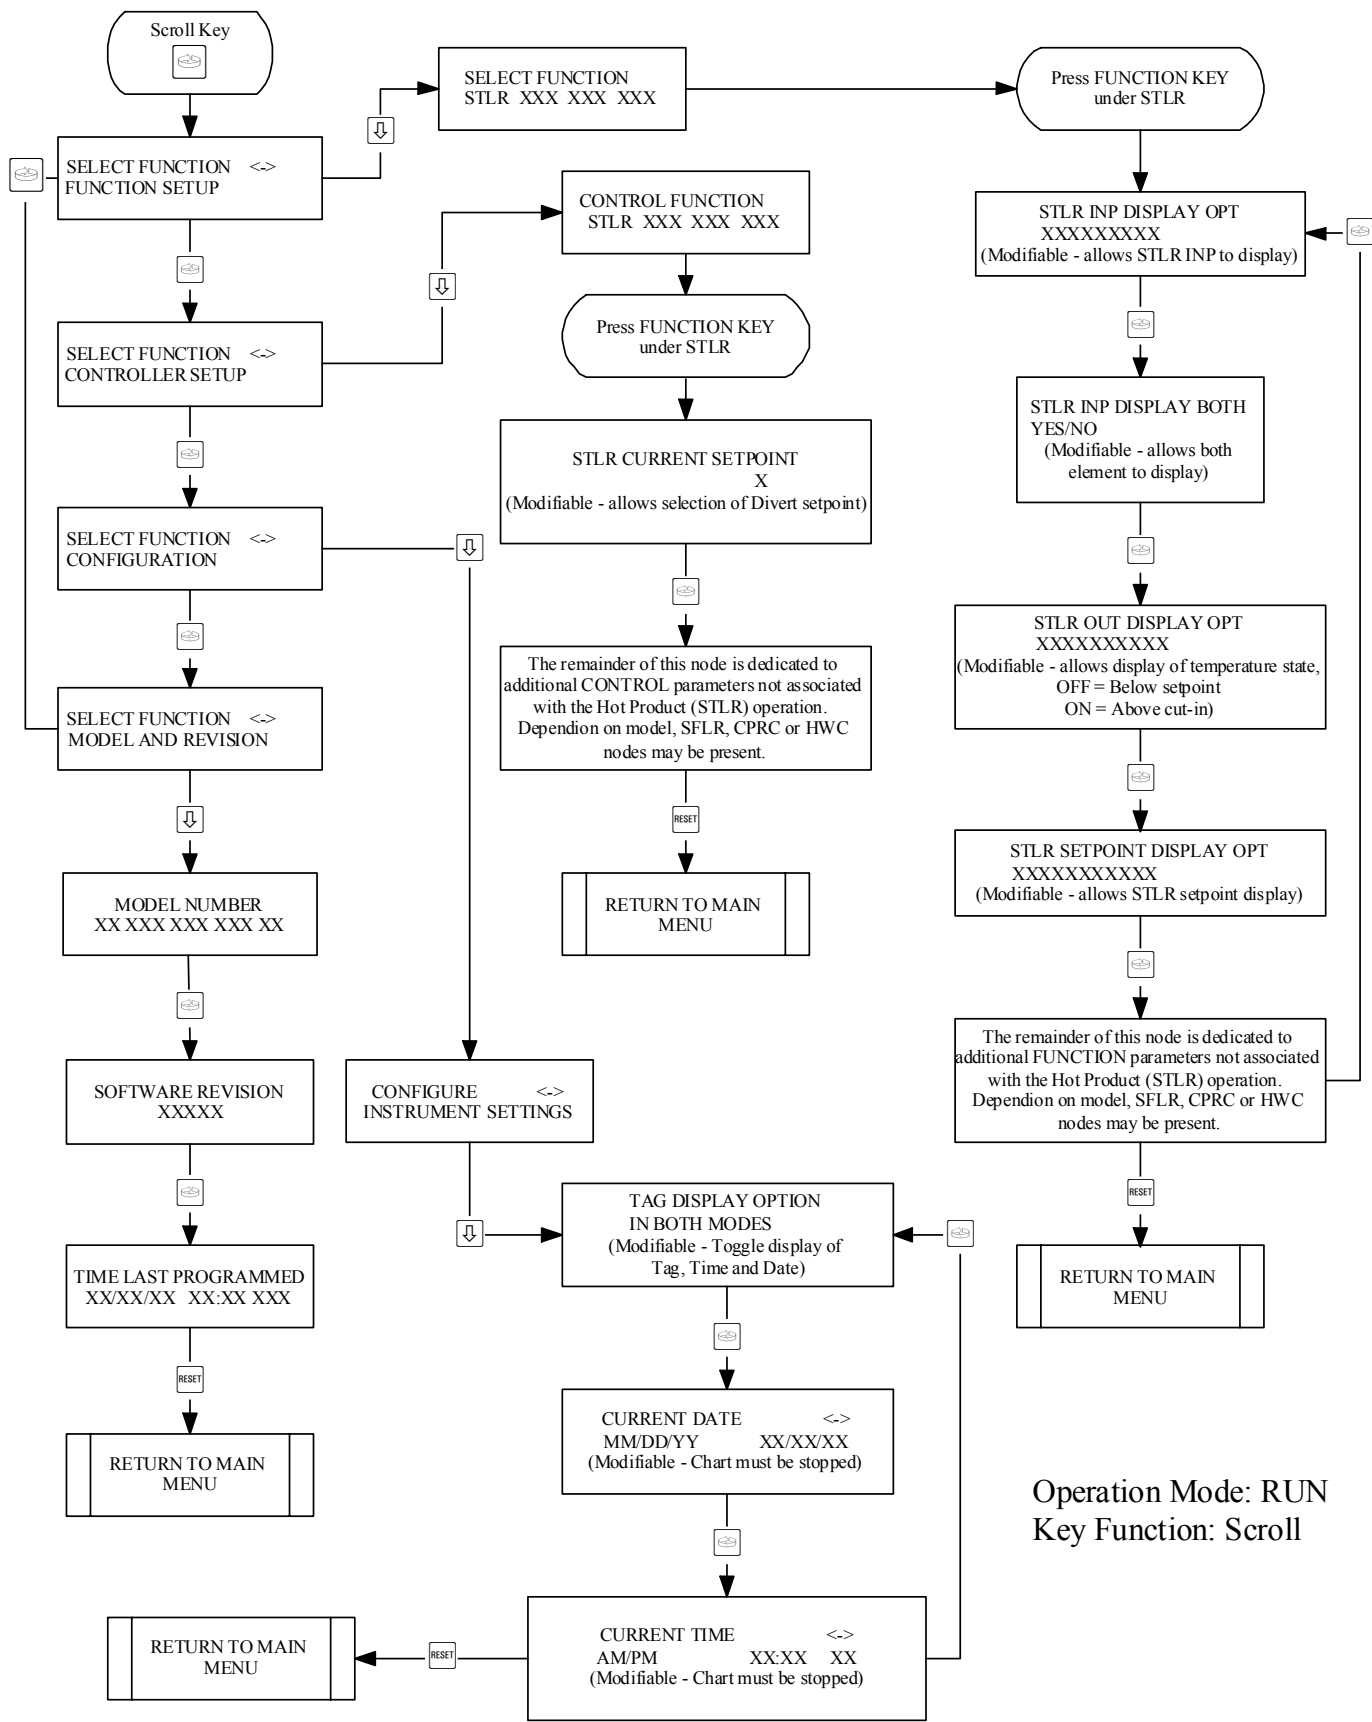 Scroll Key
SELECT FUNCTION <->
FUNCTION SETUP
SELECT FUNCTION <->
CONTROLLER SETUP
SELECT FUNCTION <->
CONFIGURATION
SELECT FUNCTION <->
MODEL AND REVISION
MODEL NUMBER
XX XXX XXX XXX XX
SOFTWARE REVISION
XXXXX
TIME LAST PROGRAMMED
XX/XX/XX XX:XX XXX
RESET
RETURN TO MAIN
MENU
SELECT FUNCTION
STLR XXX XXX XXX
CONTROL FUNCTION
STLR XXX XXX XXX
Press FUNCTION KEY
under STLR
STLR CURRENT SETPOINT
X
(Modifiable - allows selection of Divert setpoint)
The remainder of this node is dedicated to
additional CONTROL parameters not associated
with the Hot Product (STLR) operation.
Dependion on model, SFLR, CPRC or HWC
nodes may be present.
RESET
RETURN TO MAIN
MENU
CONFIGURE <->
INSTRUMENT SETTINGS
TAG DISPLAY OPTION
IN BOTH MODES
(Modifiable - Toggle display of
Tag, Time and Date)
CURRENT DATE <->
MM/DD/YY XX/XX/XX
(Modifiable - Chart must be stopped)
CURRENT TIME <->
AM/PM XX:XX XX
(Modifiable - Chart must be stopped)
RESET
RETURN TO MAIN
MENU
Press FUNCTION KEY
under STLR
STLR INP DISPLAY OPT
XXXXXXXXX
(Modifiable - allows STLR INP to display)
STLR INP DISPLAY BOTH
YES/NO
(Modifiable - allows both
element to display)
STLR OUT DISPLAY OPT
XXXXXXXXXX
(Modifiable - allows display of temperature state,
OFF = Below setpoint
ON = Above cut-in)
STLR SETPOINT DISPLAY OPT
XXXXXXXXXXX
(Modifiable - allows STLR setpoint display)
The remainder of this node is dedicated to
additional FUNCTION parameters not associated
with the Hot Product (STLR) operation.
Dependion on model, SFLR, CPRC or HWC
nodes may be present.
RESET
RETURN TO MAIN
MENU
Operation Mode: RUN
Key Function: Scroll